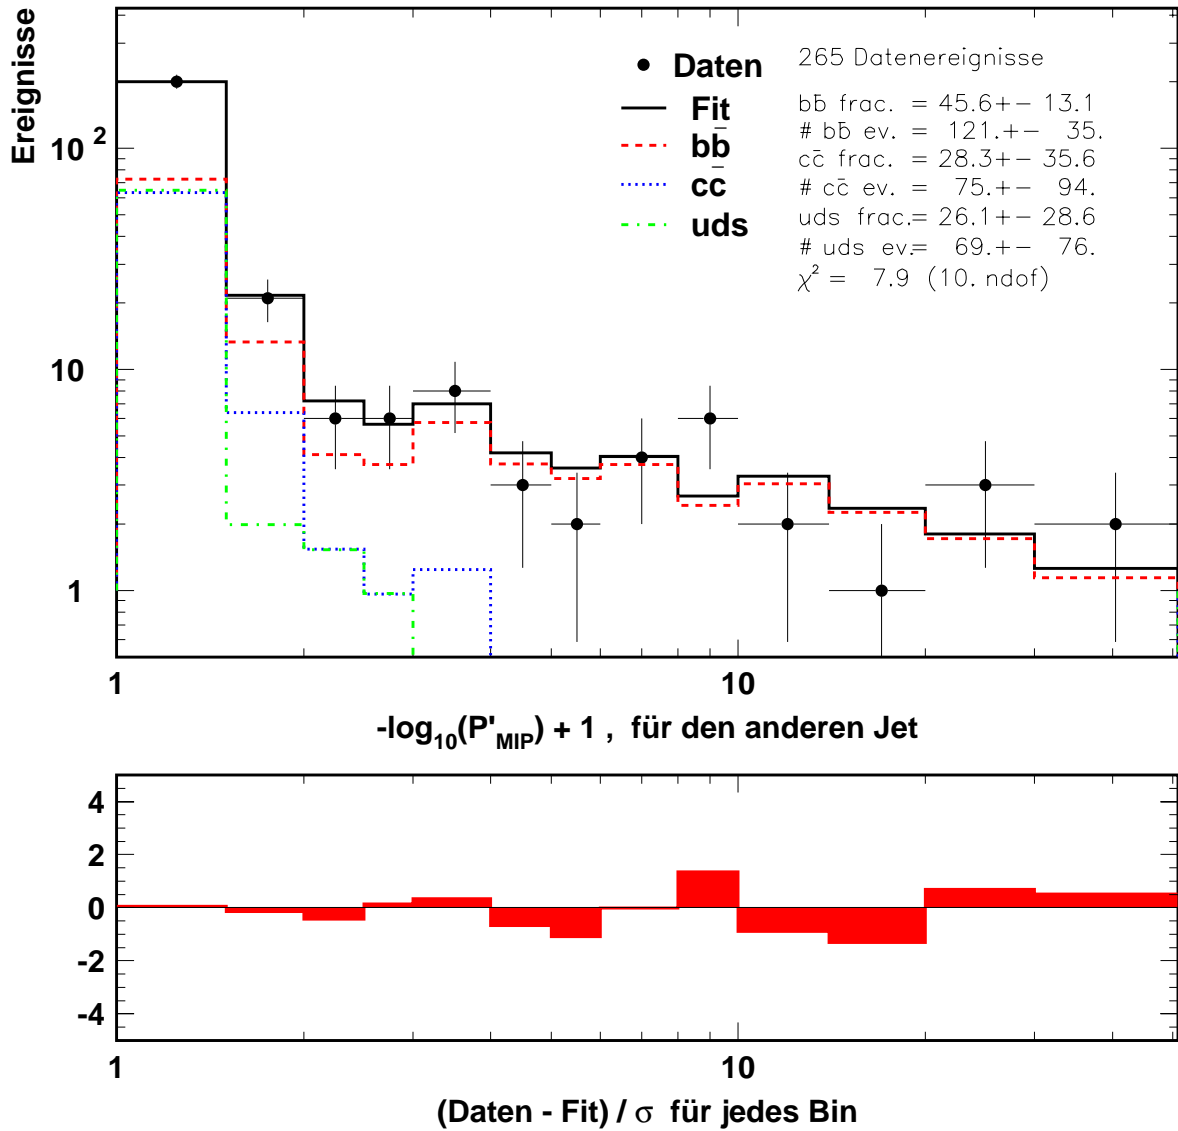 Ereignisse
10 2
10
1
Daten
Fit
bb̄
cc̄
uds
265 Datenereignisse
bb̄ frac. = 45.6+− 13.1
# bb̄ ev. = 121.+− 35.
cc̄ frac. = 28.3+− 35.6
# cc̄ ev. = 75.+− 94.
uds frac.= 26.1+− 28.6
# uds ev.= 69.+− 76.
χ² = 7.9 (10. ndof)
1 10
-log10(P'MIP) + 1 , für den anderen Jet
4
2
0
-2
-4
1 10
(Daten - Fit) / σ für jedes Bin